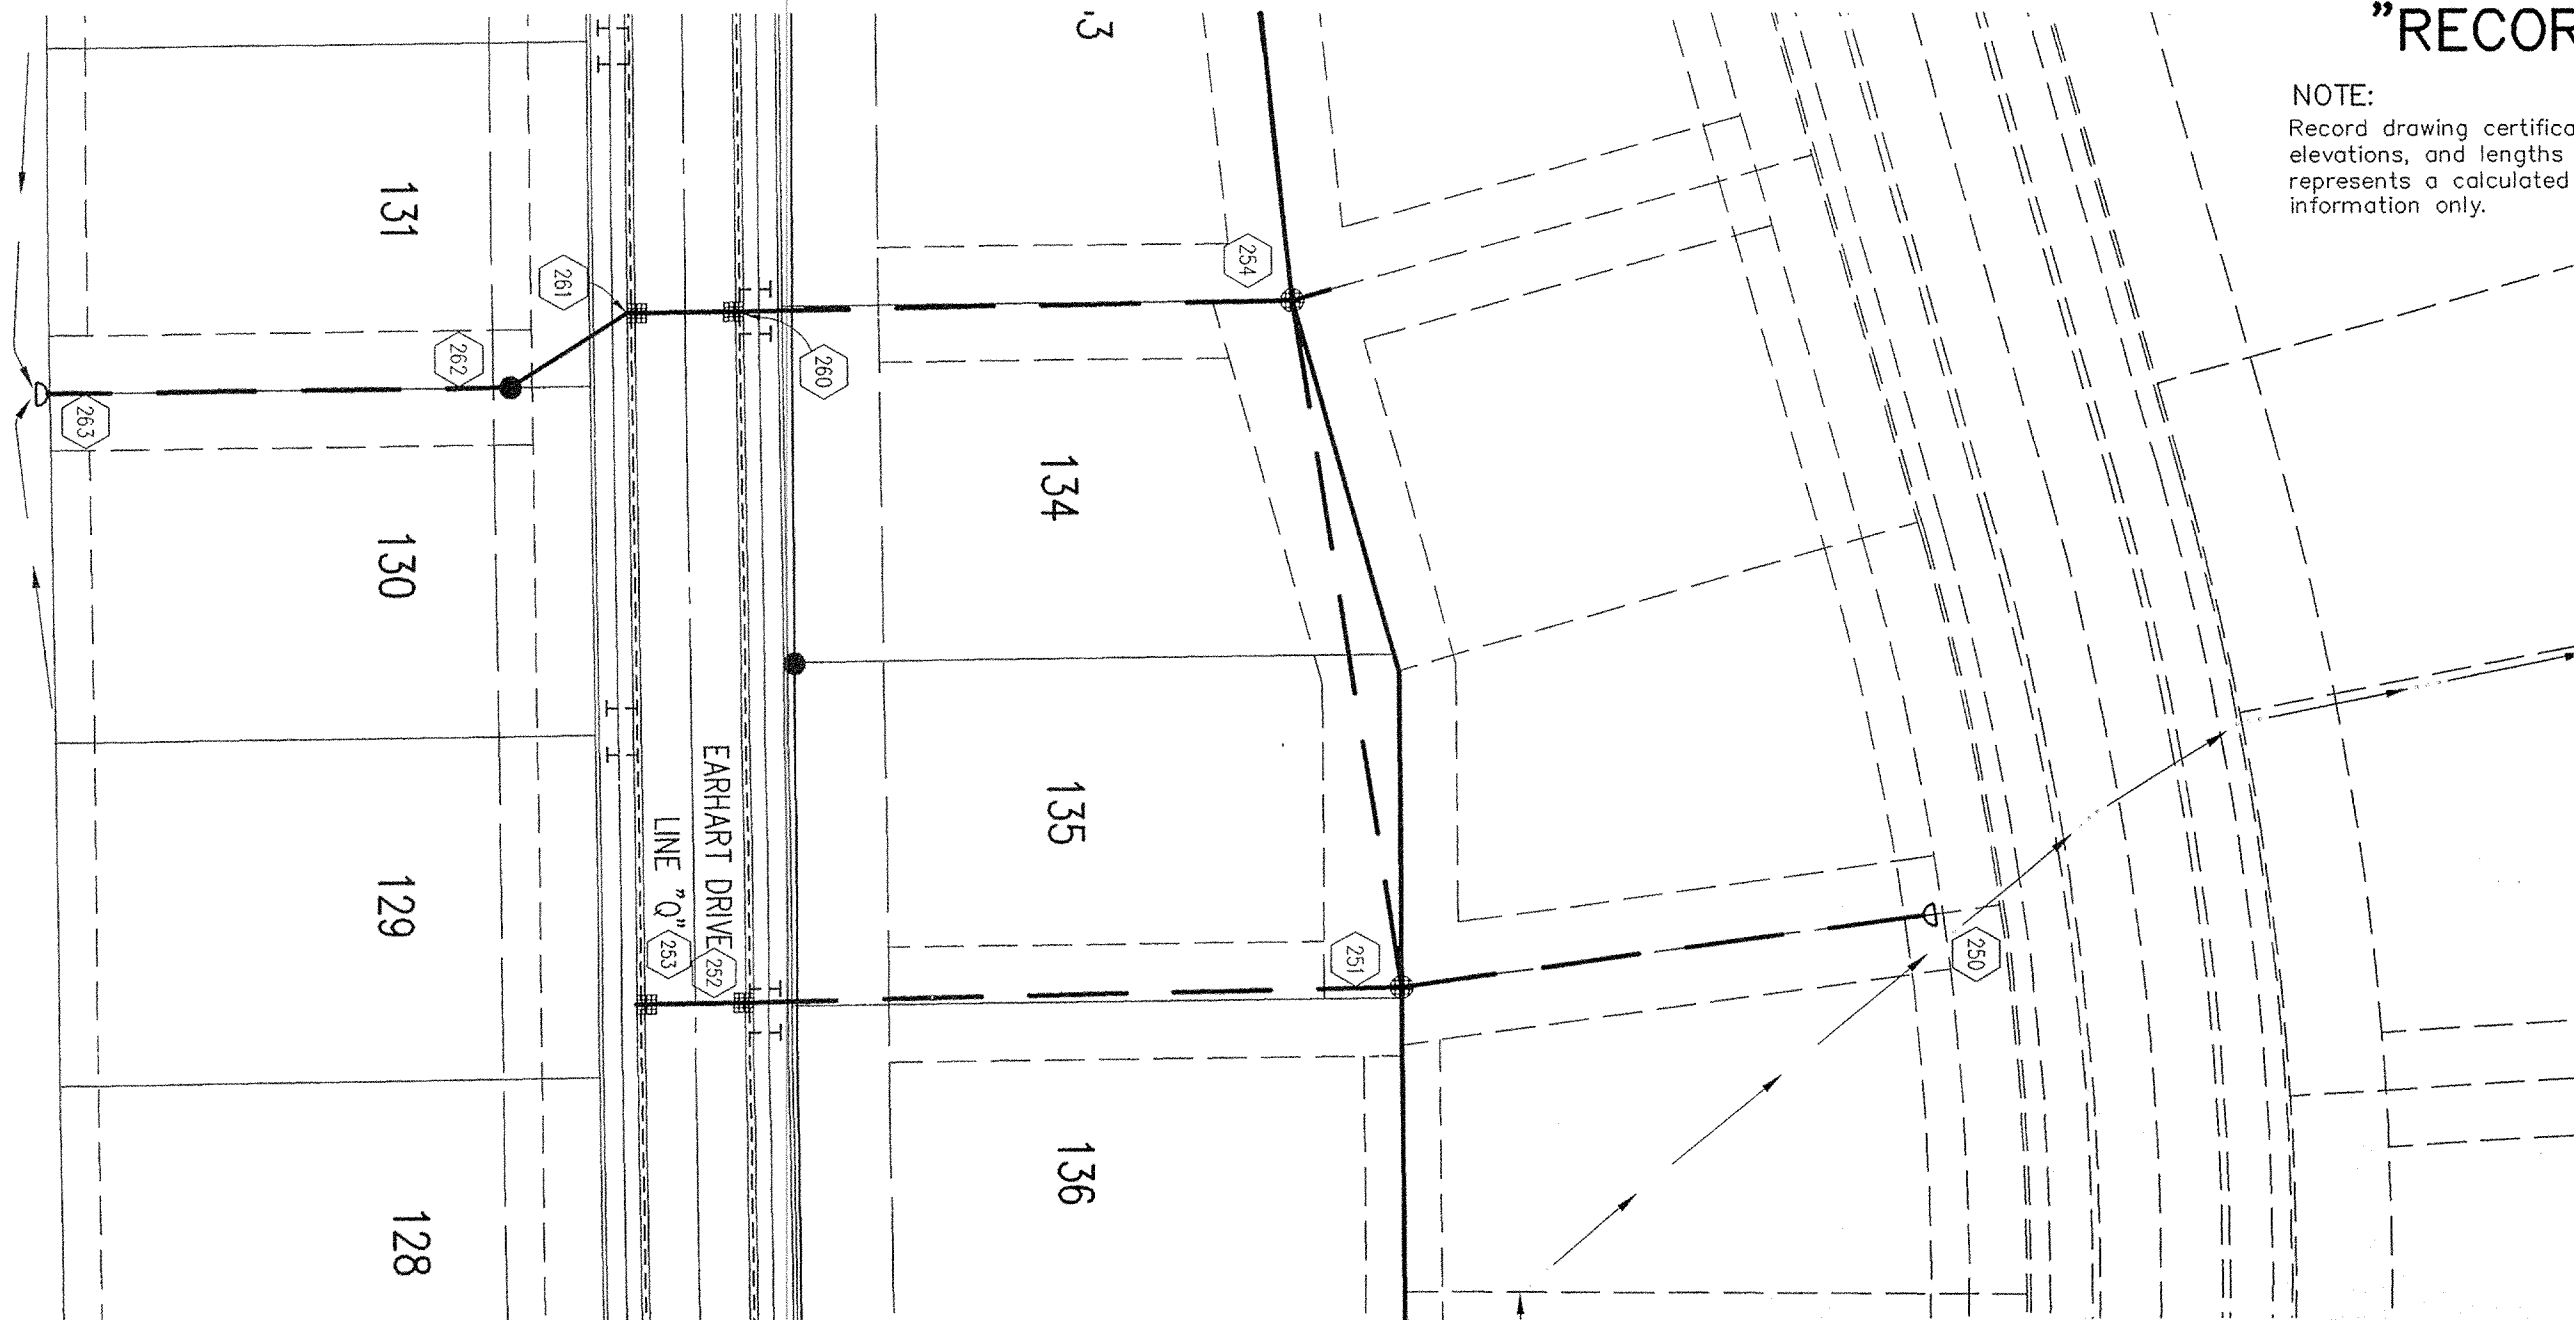 "RECOR
NOTE:
Record drawing certifica
elevations, and lengths
represents a calculated
information only.
3
131
254
261
262
260
263
134
130
135
EARHART DRIVE
LINE "Q"
129
253
252
251
250
136
128